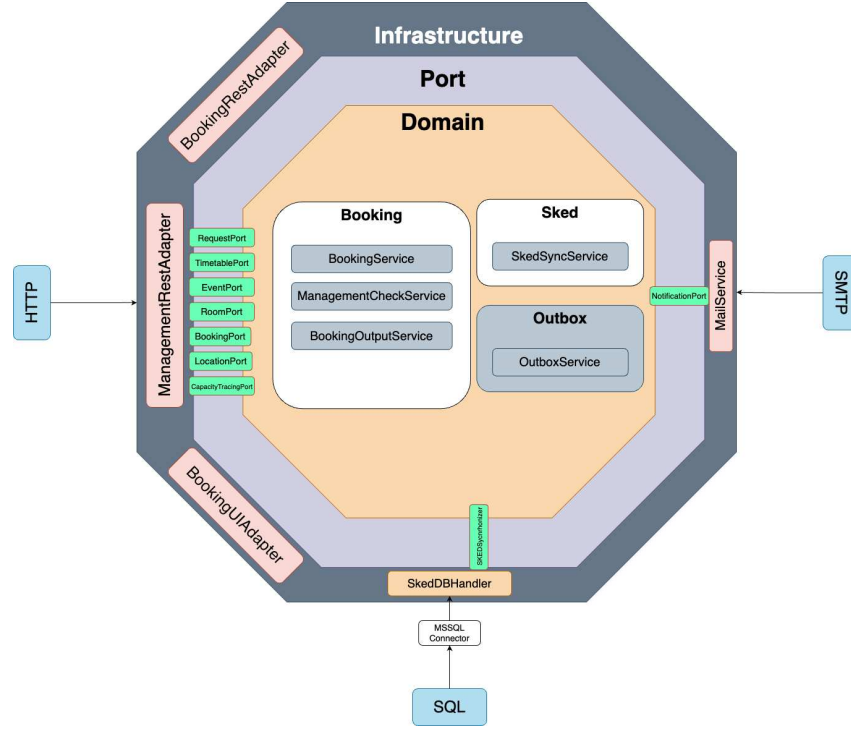 Infrastructure
Port
Domain
BookingRestAdapter
ManagementRestAdapter
BookingUIAdapter
HTTP
RequestPort
TimetablePort
EventPort
RoomPort
BookingPort
LocationPort
CapacityTracingPort
Booking
BookingService
ManagementCheckService
BookingOutputService
Sked
SkedSyncService
Outbox
OutboxService
NotificationPort
MailService
SMTP
SKEDSycnrhonizer
SkedDBHandler
MSSQL
Connector
SQL